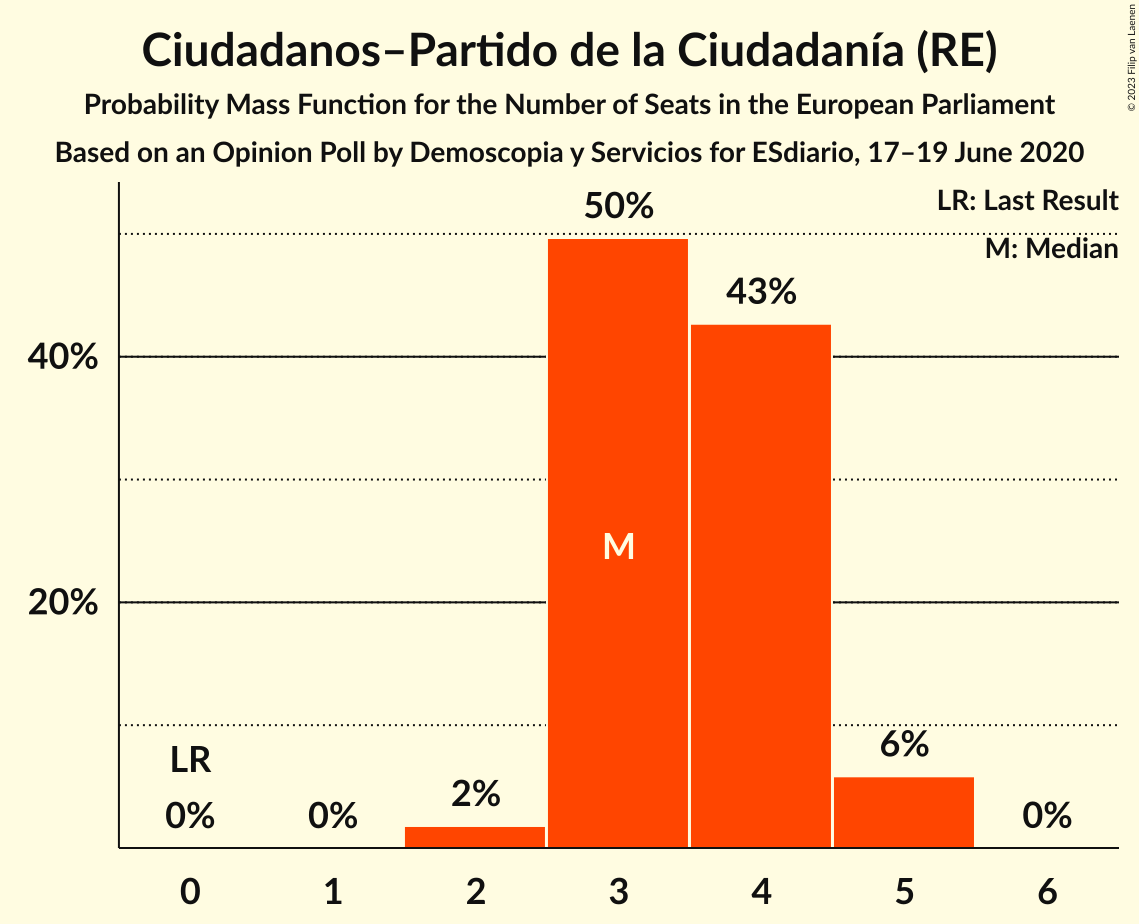 Ciudadanos–Partido de la Ciudadanía (RE)
Probability Mass Function for the Number of Seats in the European Parliament
Based on an Opinion Poll by Demoscopia y Servicios for ESdiario, 17–19 June 2020
© 2023 Filip van Laenen
LR: Last Result
M: Median
50%
43%
40%
M
20%
6%
LR
2%
0%
0%
0%
0 1 2 3 4 5 6